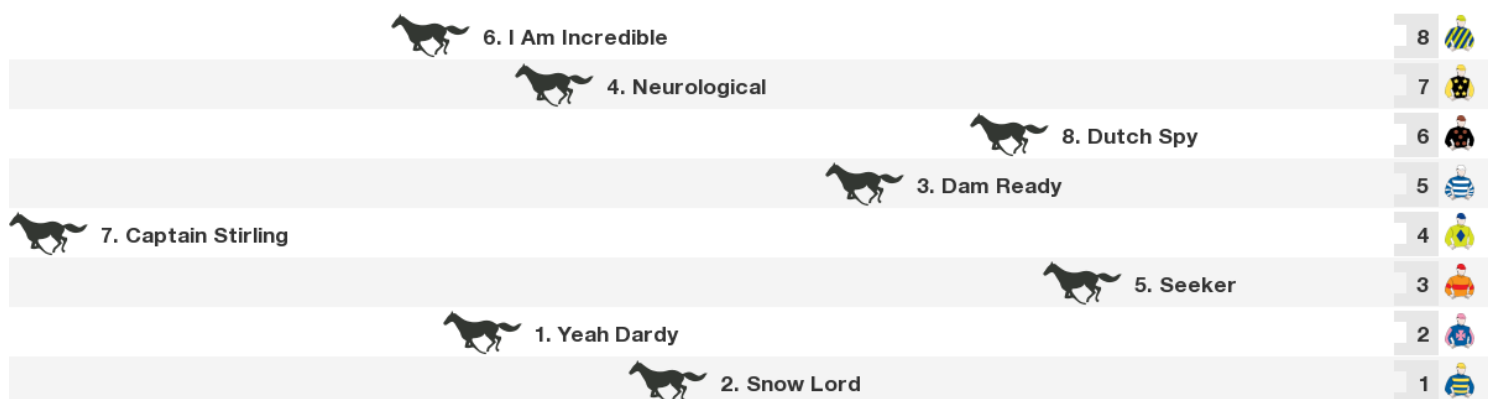 6. I Am Incredible 8
4. Neurological 7
8. Dutch Spy 6
3. Dam Ready 5
7. Captain Stirling 4
5. Seeker 3
1. Yeah Dardy 2
2. Snow Lord 1